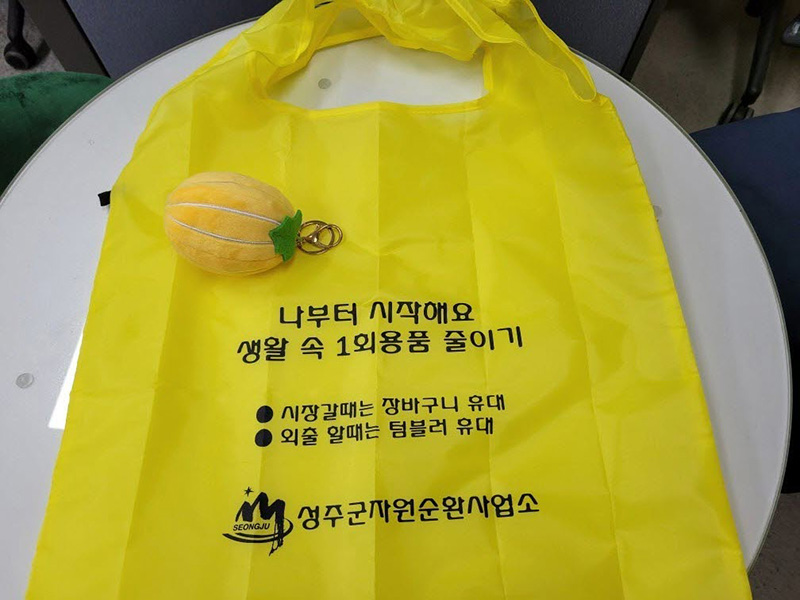 나부터 시작해요
생활 속 1회용품 줄이기
● 시장갈때는 장바구니 휴대
● 외출 할때는 텀블러 휴대
SEONGJU 성주군자원순환사업소